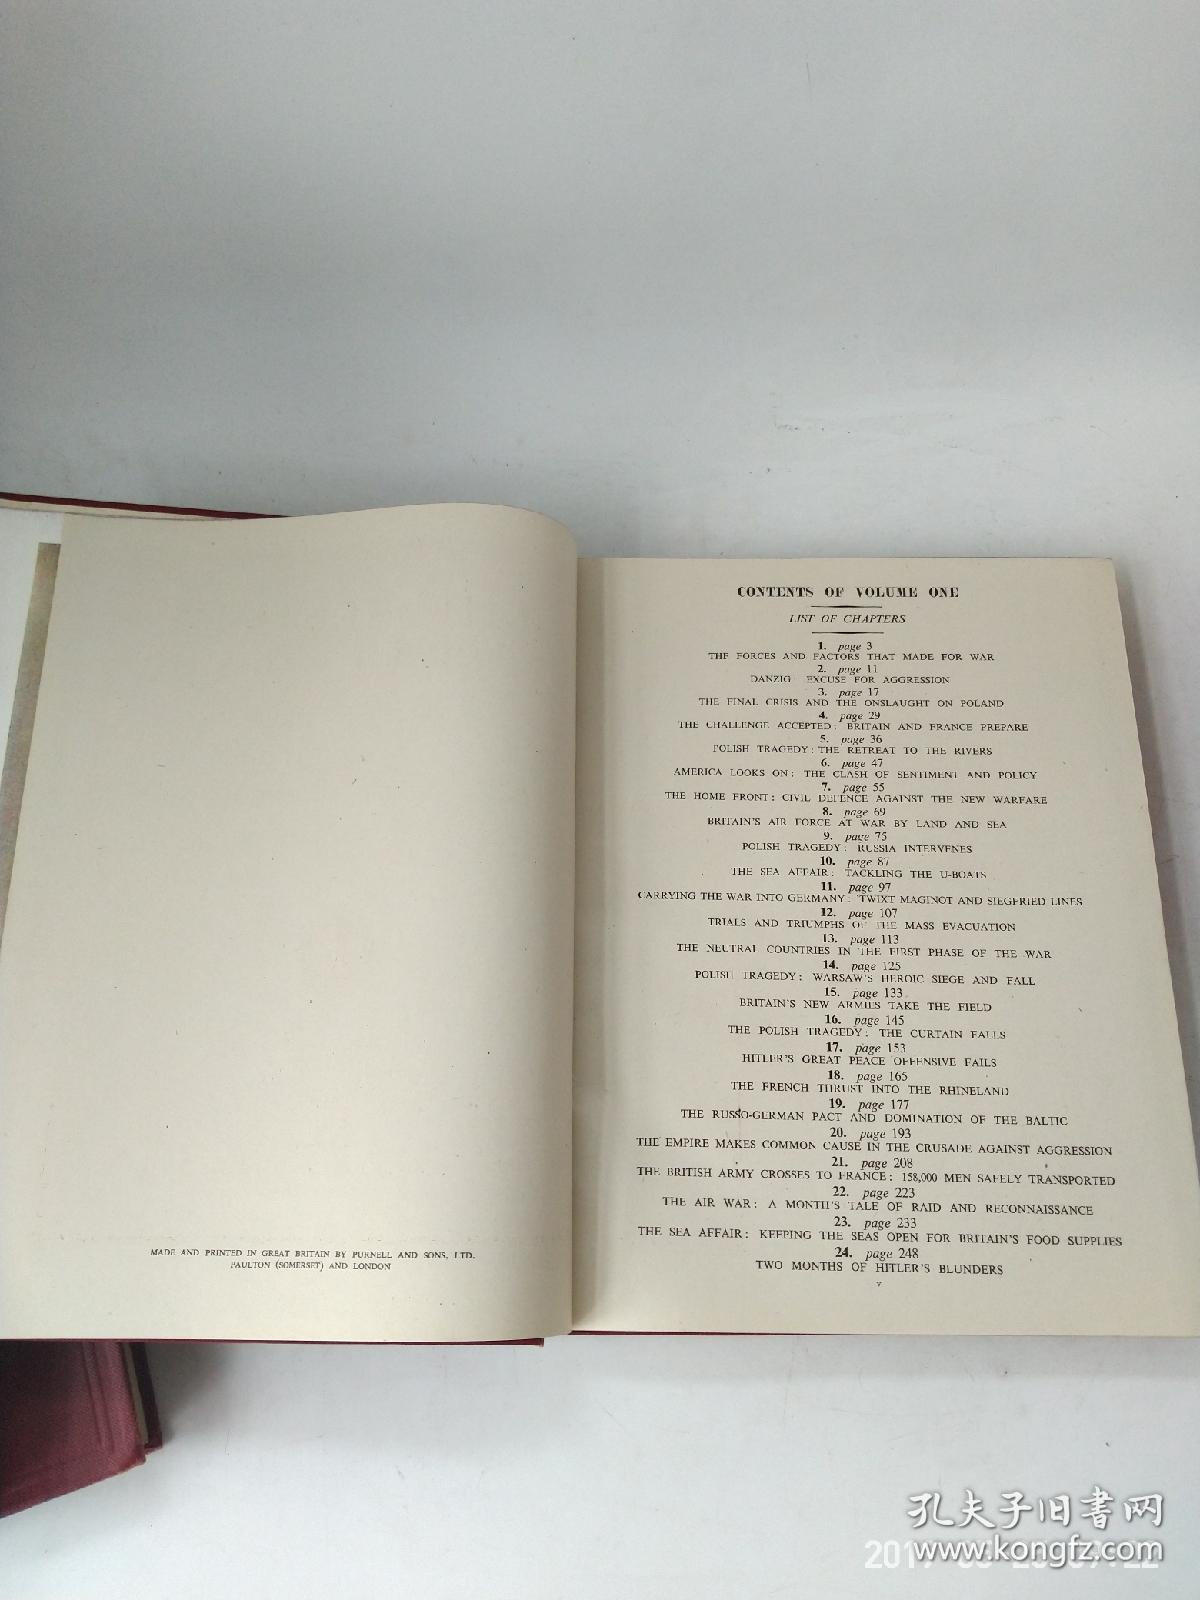 MADE AND PRINTED IN GREAT BRITAIN BY PURNELL AND SONS, LTD.
PAULTON (SOMERSET) AND LONDON
CONTENTS OF VOLUME ONE
LIST OF CHAPTERS
1. page 3
THE FORCES AND FACTORS THAT MADE FOR WAR
2. page 11
DANZIG: EXCUSE FOR AGGRESSION
3. page 17
THE FINAL CRISIS AND THE ONSLAUGHT ON POLAND
4. page 29
THE CHALLENGE ACCEPTED: BRITAIN AND FRANCE PREPARE
5. page 36
POLISH TRAGEDY: THE RETREAT TO THE RIVERS
6. page 47
AMERICA LOOKS ON: THE CLASH OF SENTIMENT AND POLICY
7. page 55
THE HOME FRONT: CIVIL DEFENCE AGAINST THE NEW WARFARE
8. page 69
BRITAIN'S AIR FORCE AT WAR BY LAND AND SEA
9. page 75
POLISH TRAGEDY: RUSSIA INTERVENES
10. page 87
THE SEA AFFAIR: TACKLING THE U-BOATS
11. page 97
CARRYING THE WAR INTO GERMANY: 'TWIXT MAGINOT AND SIEGFRIED LINES
12. page 107
TRIALS AND TRIUMPHS OF THE MASS EVACUATION
13. page 113
THE NEUTRAL COUNTRIES IN THE FIRST PHASE OF THE WAR
14. page 125
POLISH TRAGEDY: WARSAW'S HEROIC SIEGE AND FALL
15. page 133
BRITAIN'S NEW ARMIES TAKE THE FIELD
16. page 145
THE POLISH TRAGEDY: THE CURTAIN FALLS
17. page 153
HITLER'S GREAT PEACE OFFENSIVE FAILS
18. page 165
THE FRENCH THRUST INTO THE RHINELAND
19. page 177
THE RUSSO-GERMAN PACT AND DOMINATION OF THE BALTIC
20. page 193
THE EMPIRE MAKES COMMON CAUSE IN THE CRUSADE AGAINST AGGRESSION
21. page 208
THE BRITISH ARMY CROSSES TO FRANCE: 158,000 MEN SAFELY TRANSPORTED
22. page 223
THE AIR WAR: A MONTH'S TALE OF RAID AND RECONNAISSANCE
23. page 233
THE SEA AFFAIR: KEEPING THE SEAS OPEN FOR BRITAIN'S FOOD SUPPLIES
24. page 248
TWO MONTHS OF HITLER'S BLUNDERS
v
孔夫子旧书网
www.kongfz.com